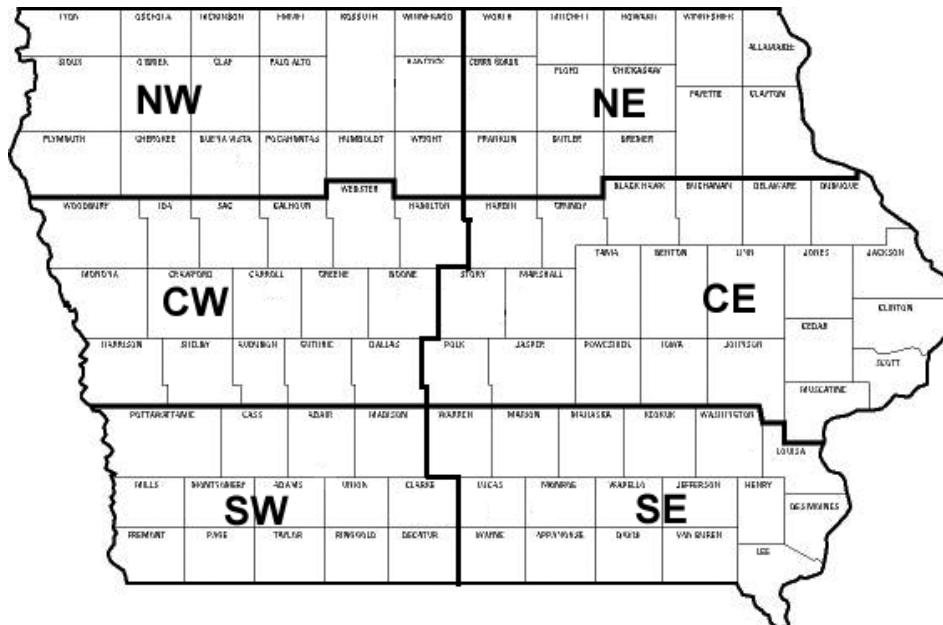 LYON OSCEOLA DICKINSON EMMET KOSSUTH WINNEBAGO WORTH MITCHELL HOWARD WINNESHIEK
ALLAMAKEE
SIOUX O'BRIEN CLAY PALO ALTO HANCOCK CERRO GORDO
FLOYD CHICKASAW
NW NE
FAYETTE CLAYTON
PLYMOUTH CHEROKEE BUENA VISTA POCAHONTAS HUMBOLDT WRIGHT FRANKLIN BUTLER BREMER
WEBSTER BLACK HAWK BUCHANAN DELAWARE DUBUQUE
WOODBURY IDA SAC CALHOUN HAMILTON HARDIN GRUNDY
TAMA BENTON LINN JONES JACKSON
MONONA CRAWFORD CARROLL GREENE BOONE STORY MARSHALL
CW CE
CLINTON
CEDAR
HARRISON SHELBY AUDUBON GUTHRIE DALLAS POLK JASPER POWESHIEK IOWA JOHNSON
SCOTT
MUSCATINE
POTTAWATTAMIE CASS ADAIR MADISON WARREN MARION MAHASKA KEOKUK WASHINGTON
LOUISA
MILLS MONTGOMERY ADAMS UNION CLARKE LUCAS MONROE WAPELLO JEFFERSON HENRY
DES MOINES
SW SE
FREMONT PAGE TAYLOR RINGGOLD DECATUR WAYNE APPANOOSE DAVIS VAN BUREN
LEE